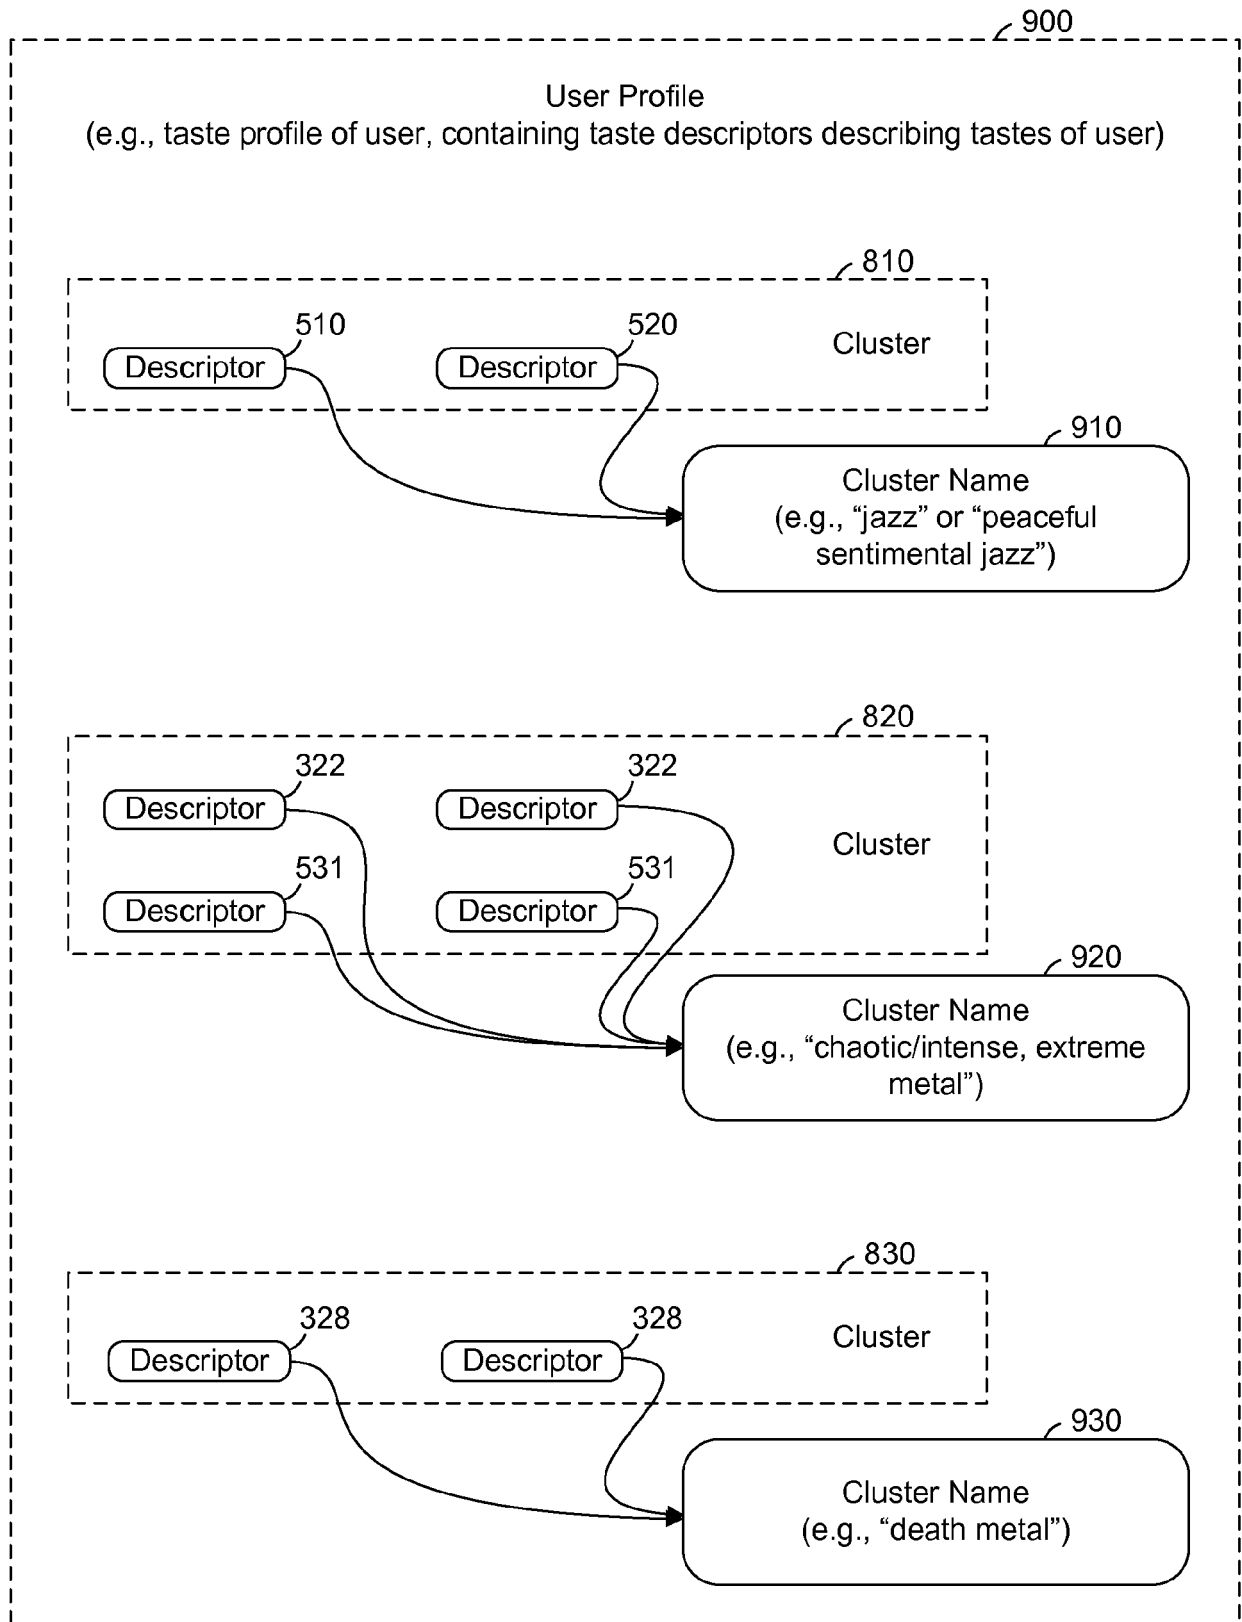 900
User Profile
(e.g., taste profile of user, containing taste descriptors describing tastes of user)
810
510
520
Descriptor
Descriptor
Cluster
910
Cluster Name
(e.g., “jazz” or “peaceful
sentimental jazz”)
820
322
322
Descriptor
Descriptor
Cluster
531
531
Descriptor
Descriptor
920
Cluster Name
(e.g., “chaotic/intense, extreme
metal”)
830
328
328
Descriptor
Descriptor
Cluster
930
Cluster Name
(e.g., “death metal”)